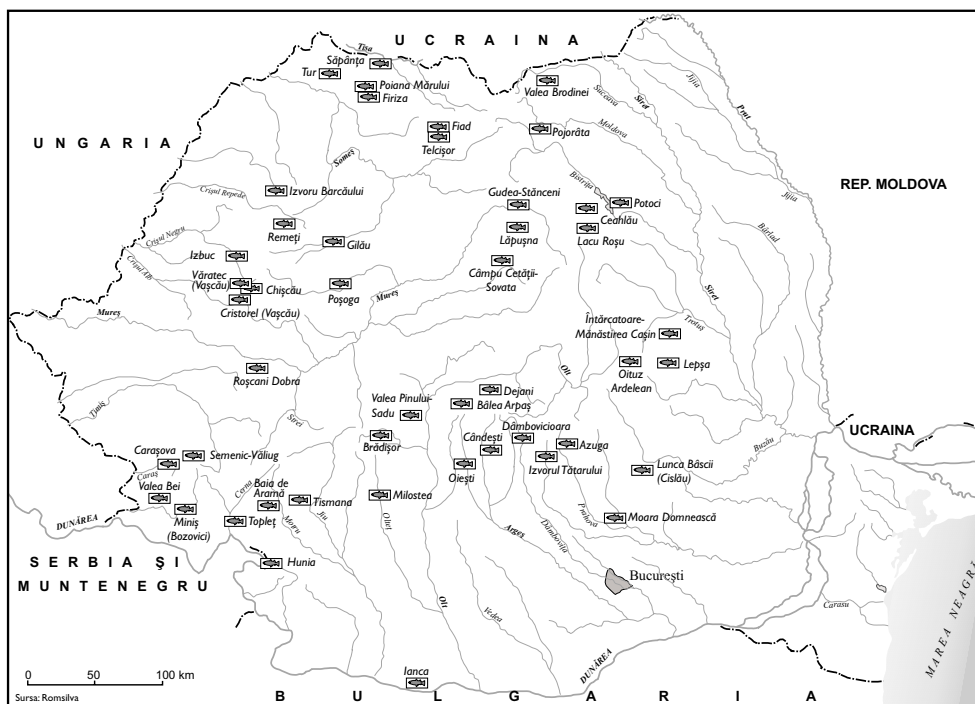 U C R A I N A
Tisa
Săpânța
Tur
Poiana Mărului
Firiza
Valea Brodinei
Suceava
Siret
Jijia
Prut
U N G A R I A
Fiad
Telcișor
Pojorâta
Moldova
Someș
REP. MOLDOVA
Crișul Repede
Izvoru Barcăului
Gudea-Stânceni
Bistrița
Potoci
Ceahlău
Jijia
Remeți
Lăpușna
Lacu Roșu
Bârlad
Crișul Negru
Gilău
Izbuc
Crișul Alb
Câmpu Cetății-
Sovata
Văratec
(Vașcău)
Chișcău
Poșoga
Cristorel (Vașcău)
Mureș
Siret
Mureș
Întărcatoare-
Mănăstirea Cașin
Trotuș
Roșcani Dobra
Olt
Oituz
Ardelean
Lepșa
Timiș
Valea Pinului-
Sadu
Dejani
Bâlea Arpaș
Strei
Dâmbovicioara
UCRAINA
Brădișor
Cândești
Azuga
Buzău
Carașova
Semenic-Văliug
Oiești
Izvorul Tătarului
Lunca Bâscii
(Cislău)
Caraș
Cerna
Valea Bei
Baia de
Aramă
Tismana
Milostea
Miniș
(Bozovici)
Topleț
Motru
Jiu
Olteț
Prahova
Moara Domnească
DUNĂREA
Argeș
Dâmbovița
S E R B I A Ș I
M U N T E N E G R U
Hunia
București
Olt
Vedea
Carasu
MAREA NEAGRĂ
DUNĂREA
Ianca
0 50 100 km
Sursa: Romsilva
B U L G A R I A